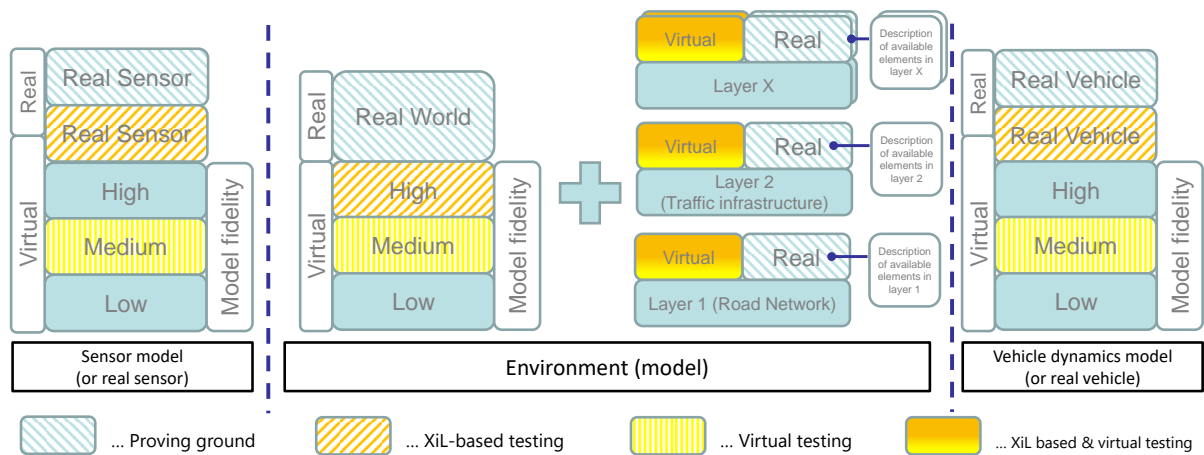 Real
Virtual
Real Sensor
Real Sensor
High
Medium
Low
Model fidelity
Sensor model
(or real sensor)
Real
Virtual
Real World
High
Medium
Low
Model fidelity
Virtual
Real
Layer X
Description
of available
elements in
layer X
Virtual
Real
Layer 2
(Traffic infrastructure)
Description
of available
elements in
layer 2
Virtual
Real
Layer 1 (Road Network)
Description
of available
elements in
layer 1
Environment (model)
Real
Virtual
Real Vehicle
Real Vehicle
High
Medium
Low
Model fidelity
Vehicle dynamics model
(or real vehicle)
... Proving ground
... XiL-based testing
... Virtual testing
... XiL based & virtual testing